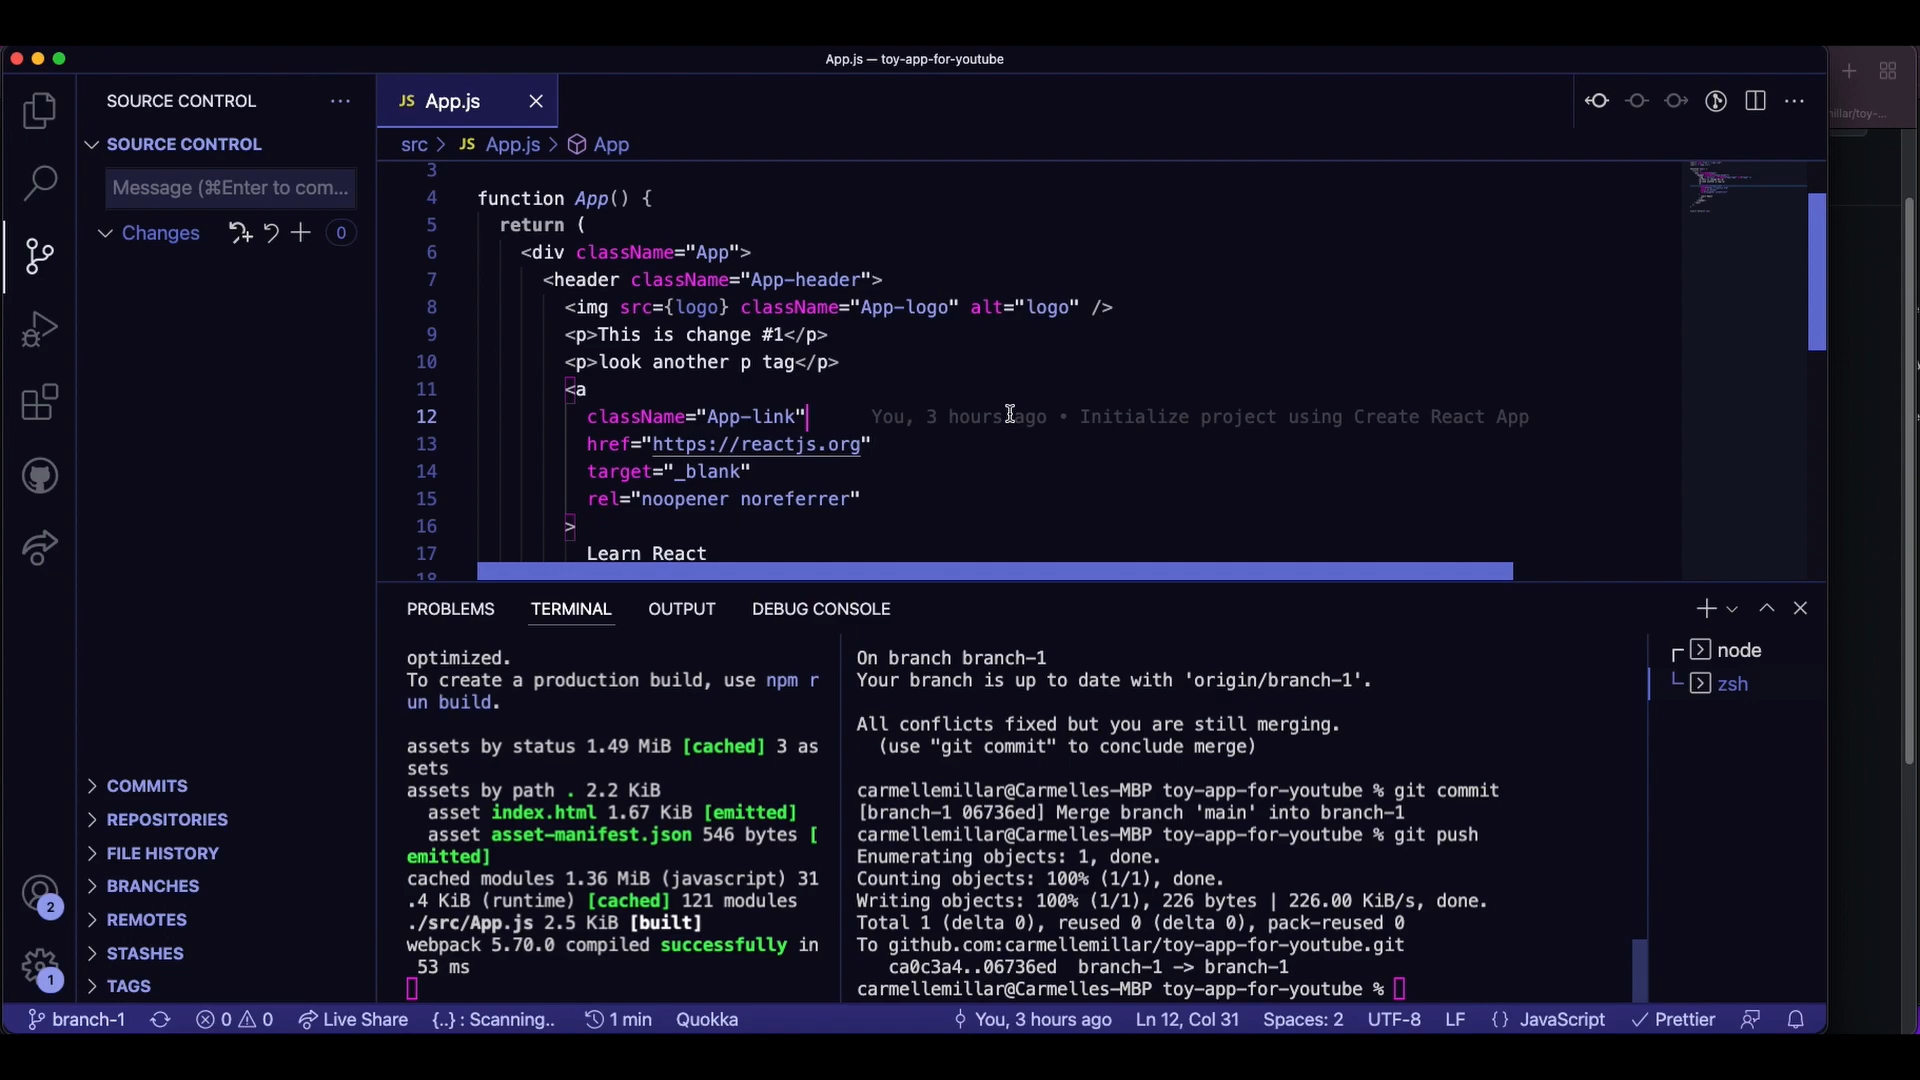 App.js — toy-app-for-youtube
illar/toy-...
SOURCE CONTROL
SOURCE CONTROL
Message (⌘Enter to com...
Changes
0
COMMITS
REPOSITORIES
FILE HISTORY
BRANCHES
REMOTES
STASHES
TAGS
2
1
JS App.js
src > JS App.js > App
3
4 function App() {
5 return (
6 <div className="App">
7 <header className="App-header">
8 <img src={logo} className="App-logo" alt="logo" />
9 <p>This is change #1</p>
10 <p>look another p tag</p>
11 <a
12 className="App-link" You, 3 hours ago • Initialize project using Create React App
13 href="https://reactjs.org"
14 target="_blank"
15 rel="noopener noreferrer"
16 >
17 Learn React
18
PROBLEMS TERMINAL OUTPUT DEBUG CONSOLE
optimized.
To create a production build, use npm r
un build.
assets by status 1.49 MiB [cached] 3 as
sets
assets by path . 2.2 KiB
asset index.html 1.67 KiB [emitted]
asset asset-manifest.json 546 bytes [
emitted]
cached modules 1.36 MiB (javascript) 31
.4 KiB (runtime) [cached] 121 modules
./src/App.js 2.5 KiB [built]
webpack 5.70.0 compiled successfully in
53 ms
On branch branch-1
Your branch is up to date with 'origin/branch-1'.
All conflicts fixed but you are still merging.
(use "git commit" to conclude merge)
carmellemillar@Carmelles-MBP toy-app-for-youtube % git commit
[branch-1 06736ed] Merge branch 'main' into branch-1
carmellemillar@Carmelles-MBP toy-app-for-youtube % git push
Enumerating objects: 1, done.
Counting objects: 100% (1/1), done.
Writing objects: 100% (1/1), 226 bytes | 226.00 KiB/s, done.
Total 1 (delta 0), reused 0 (delta 0), pack-reused 0
To github.com:carmellemillar/toy-app-for-youtube.git
ca0c3a4..06736ed branch-1 -> branch-1
carmellemillar@Carmelles-MBP toy-app-for-youtube %
node
zsh
branch-1 0 0 Live Share {..} : Scanning.. 1 min Quokka You, 3 hours ago Ln 12, Col 31 Spaces: 2 UTF-8 LF {} JavaScript Prettier